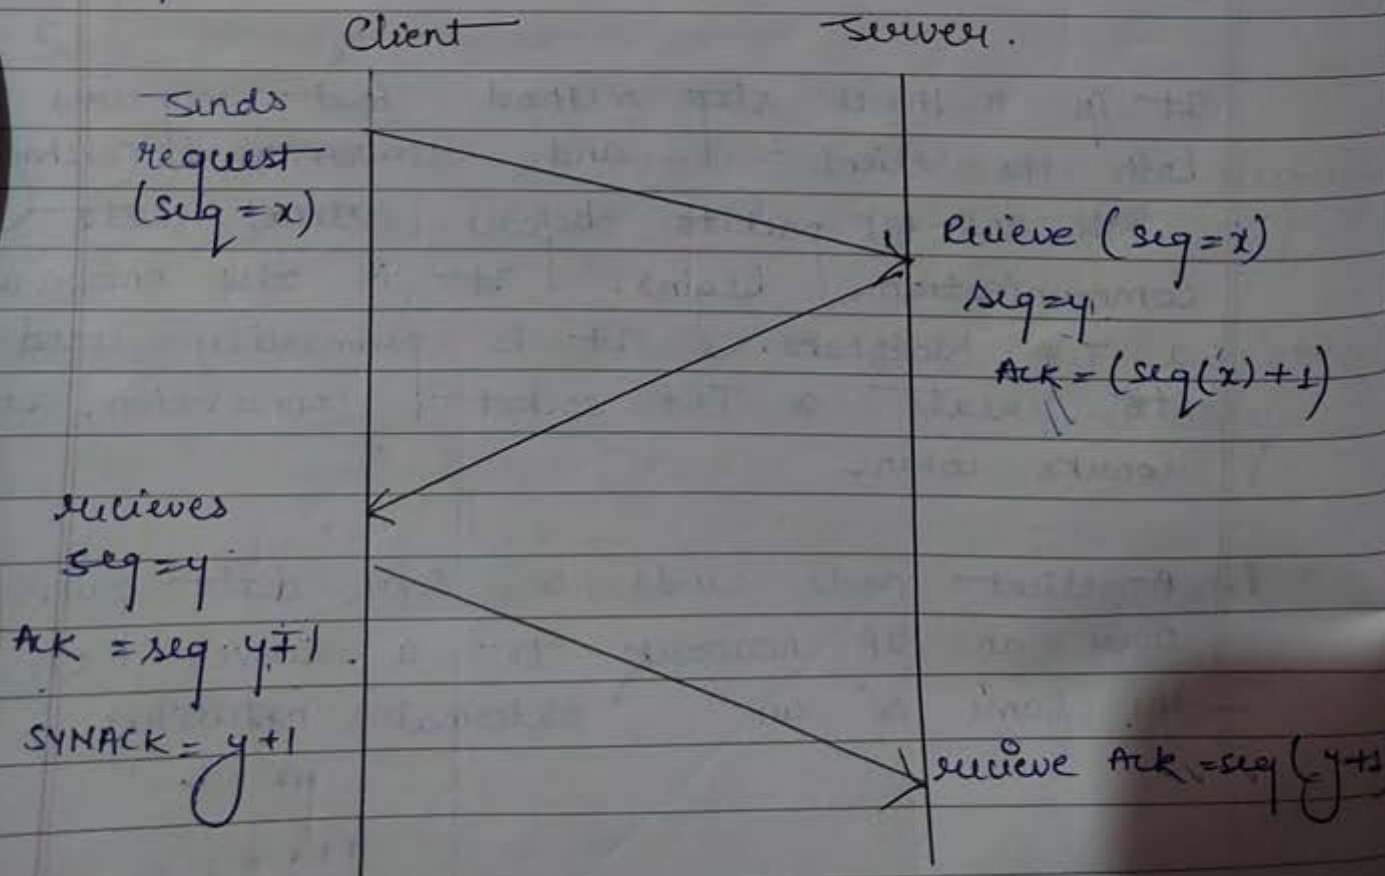 Client
Server.
Sends
request
(seq = x)
Recieve (seq = x)
seq = y
Ack = (seq(x) + 1)
recieves
seq = y
Ack = seq y+1.
SYNACK = y+1
recieve Ack = seq (y+1